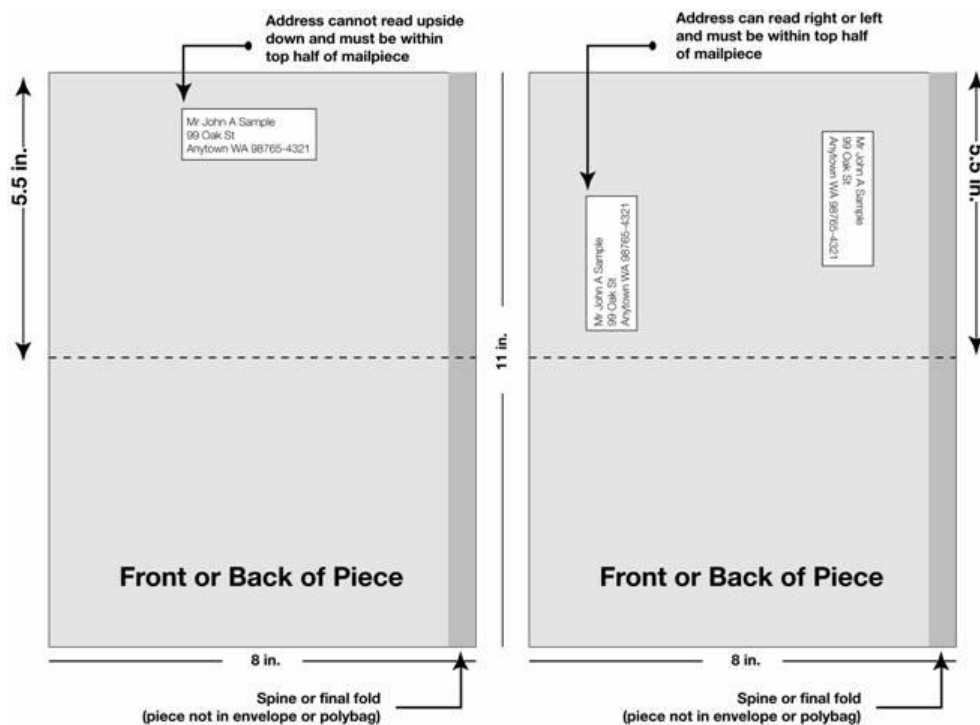 Address cannot read upside
down and must be within
top half of mailpiece
Address can read right or left
and must be within top half
of mailpiece
Mr John A Sample
99 Oak St
Anytown WA 98765-4321
5.5 in.
11 in.
Mr John A Sample
99 Oak St
Anytown WA 98765-4321
Mr John A Sample
99 Oak St
Anytown WA 98765-4321
5.5 in.
Front or Back of Piece
Front or Back of Piece
8 in.
8 in.
Spine or final fold
(piece not in envelope or polybag)
Spine or final fold
(piece not in envelope or polybag)